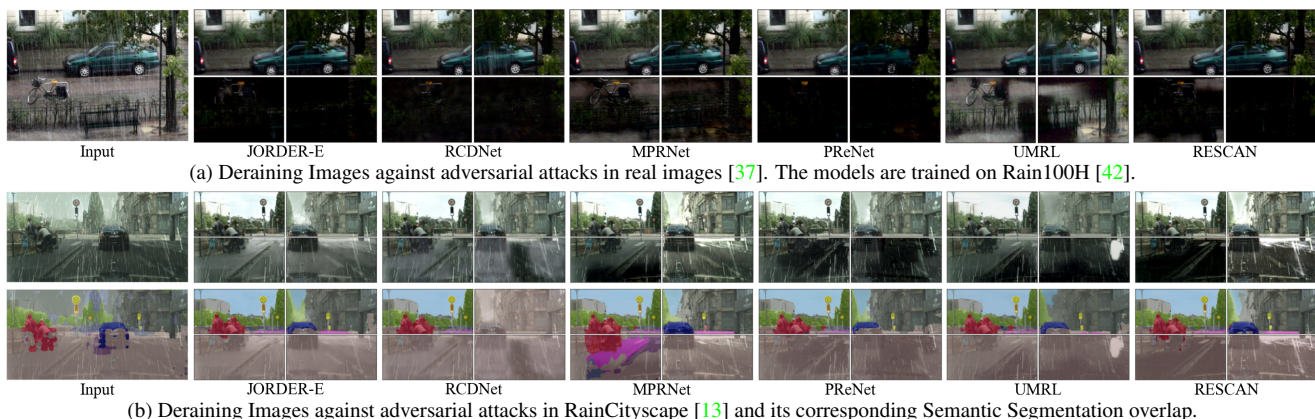 Input JORDER-E RCDNet MPRNet PReNet UMRL RESCAN
(a) Deraining Images against adversarial attacks in real images [37]. The models are trained on Rain100H [42].
Input JORDER-E RCDNet MPRNet PReNet UMRL RESCAN
(b) Deraining Images against adversarial attacks in RainCityscape [13] and its corresponding Semantic Segmentation overlap.